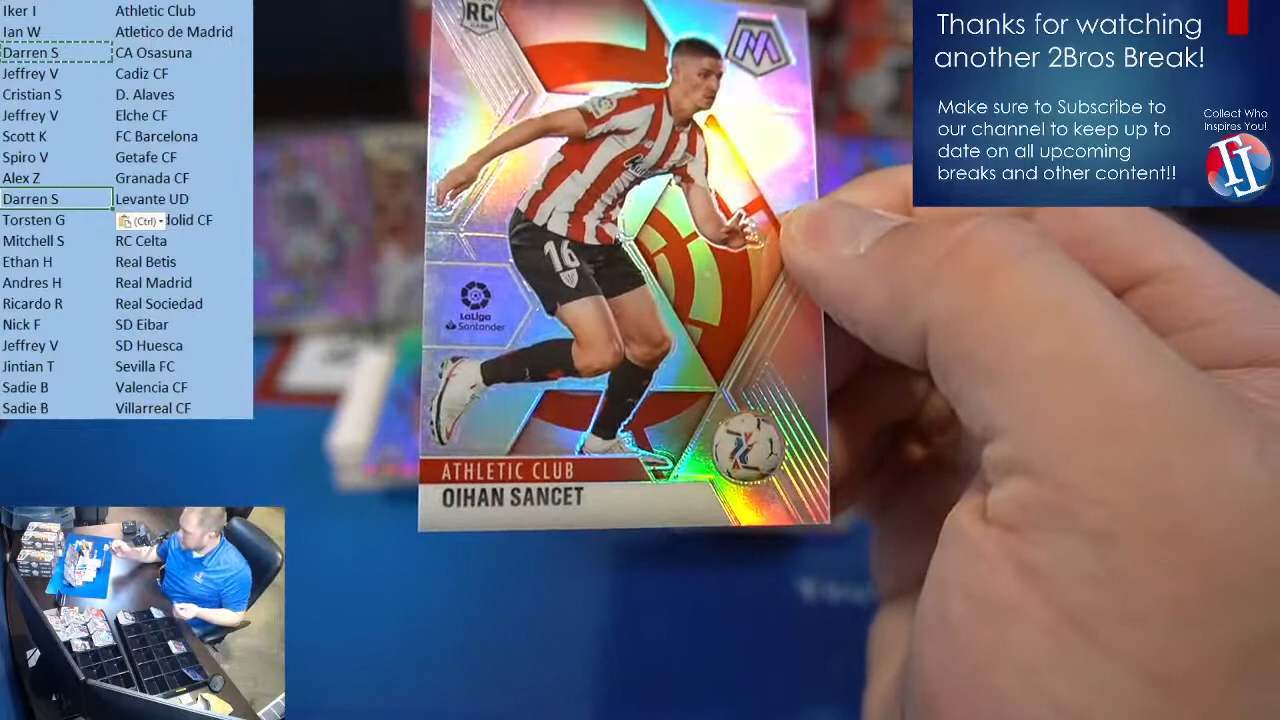 Iker I Athletic Club
Ian W Atletico de Madrid
Darren S CA Osasuna
Jeffrey V Cadiz CF
Cristian S D. Alaves
Jeffrey V Elche CF
Scott K FC Barcelona
Spiro V Getafe CF
Alex Z Granada CF
Darren S Levante UD
Torsten G (Ctrl) dolid CF
Mitchell S RC Celta
Ethan H Real Betis
Andres H Real Madrid
Ricardo R Real Sociedad
Nick F SD Eibar
Jeffrey V SD Huesca
Jintian T Sevilla FC
Sadie B Valencia CF
Sadie B Villarreal CF
RC
M
16
LaLiga
Santander
ATHLETIC CLUB
OIHAN SANCET
Thanks for watching
another 2Bros Break!
Make sure to Subscribe to
our channel to keep up to
date on all upcoming
breaks and other content!!
Collect Who
Inspires You!